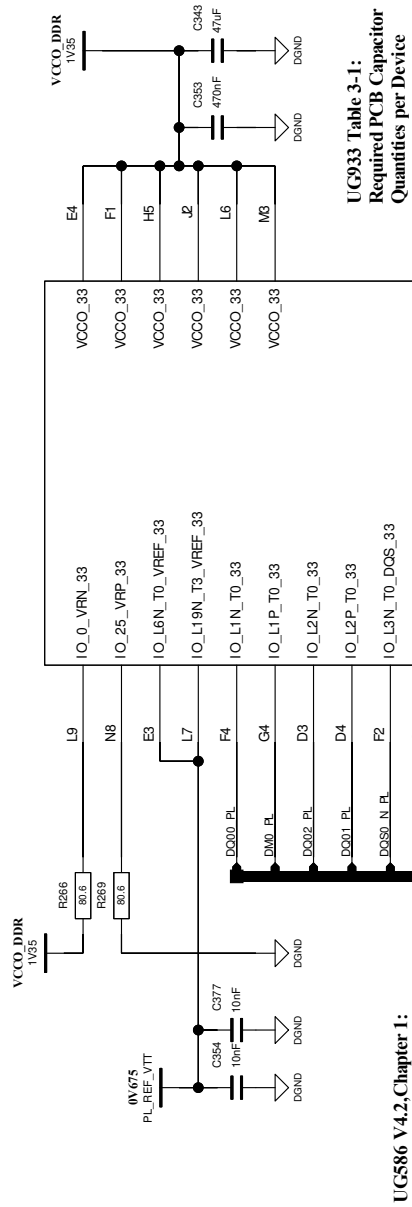 VCCO_DDR
1V35
C353
470nF
C343
47uF
DGND
DGND
UG933 Table 3-1:
Required PCB Capacitor
Quantities per Device
E4
F1
H5
J2
L6
M3
VCCO_33
VCCO_33
VCCO_33
VCCO_33
VCCO_33
VCCO_33
IO_0_VRN_33
IO_25_VRP_33
IO_L6N_T0_VREF_33
IO_L19N_T3_VREF_33
IO_L1N_T0_33
IO_L1P_T0_33
IO_L2N_T0_33
IO_L2P_T0_33
IO_L3N_T0_DQS_33
L9
N8
E3
L7
F4
G4
D3
D4
F2
DQ00_PL
DM0_PL
DQ02_PL
DQ01_PL
DQS0_N_PL
VCCO_DDR
1V35
R266
80.6
R269
80.6
DGND
0V675
PL_REF_VTT
C354
10nF
C377
10nF
DGND
DGND
UG586 V4.2,Chapter 1: